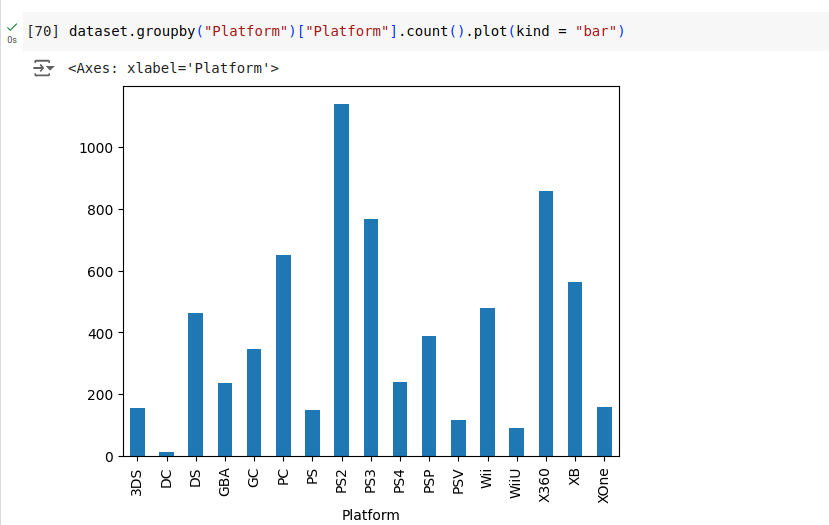 [70] dataset.groupby("Platform")["Platform"].count().plot(kind = "bar")
0s
<Axes: xlabel='Platform'>
1000
800
600
400
200
0
3DS DC DS GBA GC PC PS PS2 PS3 PS4 PSP PSV Wii WiiU X360 XB XOne
Platform